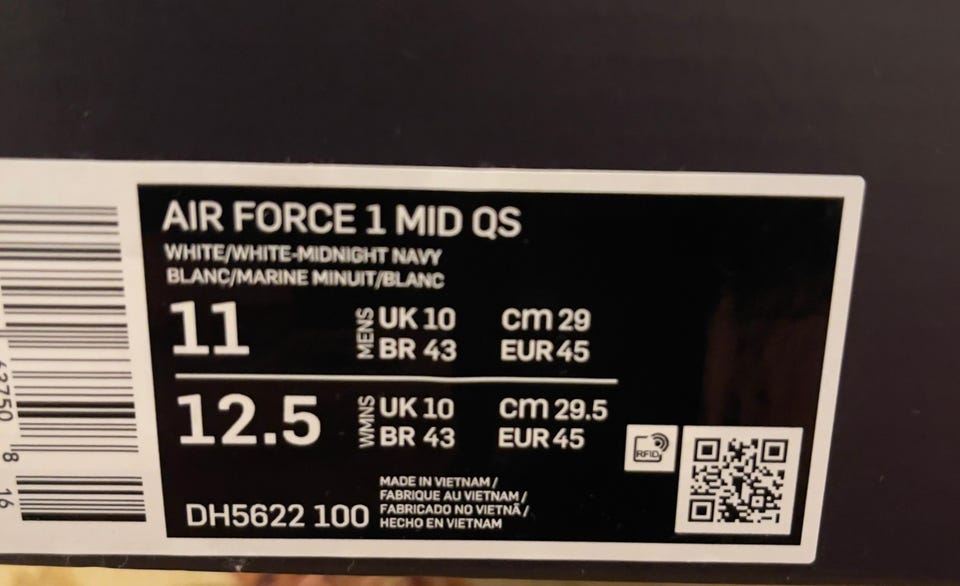 AIR FORCE 1 MID QS
WHITE/WHITE-MIDNIGHT NAVY
BLANC/MARINE MINUIT/BLANC
11 MENS UK 10 cm 29
BR 43 EUR 45
12.5 WMNS UK 10 cm 29.5
BR 43 EUR 45
RFID
DH5622 100
MADE IN VIETNAM /
FABRIQUE AU VIETNAM /
FABRICADO NO VIETNÃ /
HECHO EN VIETNAM
8 16